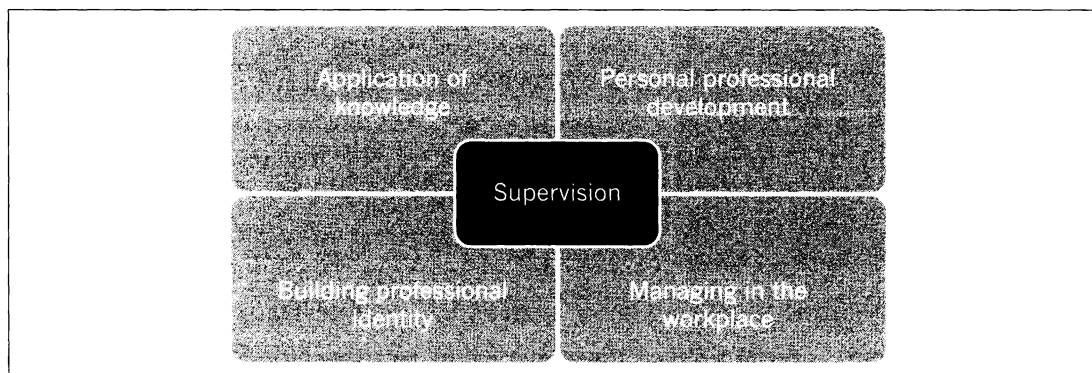 Application of
knowledge
Personal professional
development
Supervision
Building professional
identity
Managing in the
workplace